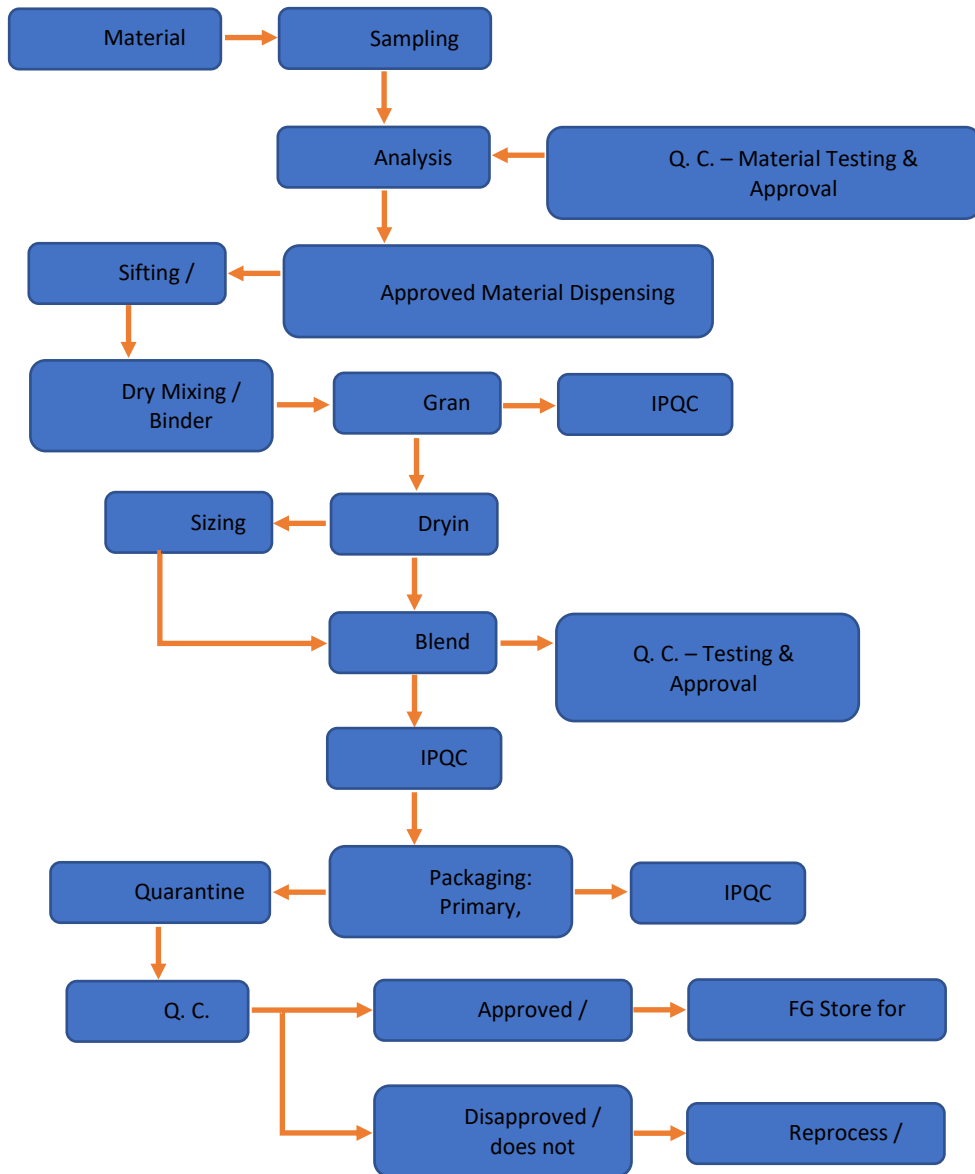 Material
Sampling
Analysis
Q. C. – Material Testing &
Approval
Sifting /
Approved Material Dispensing
Dry Mixing /
Binder
Gran
IPQC
Sizing
Dryin
Blend
Q. C. – Testing &
Approval
IPQC
Packaging:
Primary,
Quarantine
IPQC
Q. C.
Approved /
FG Store for
Disapproved /
does not
Reprocess /